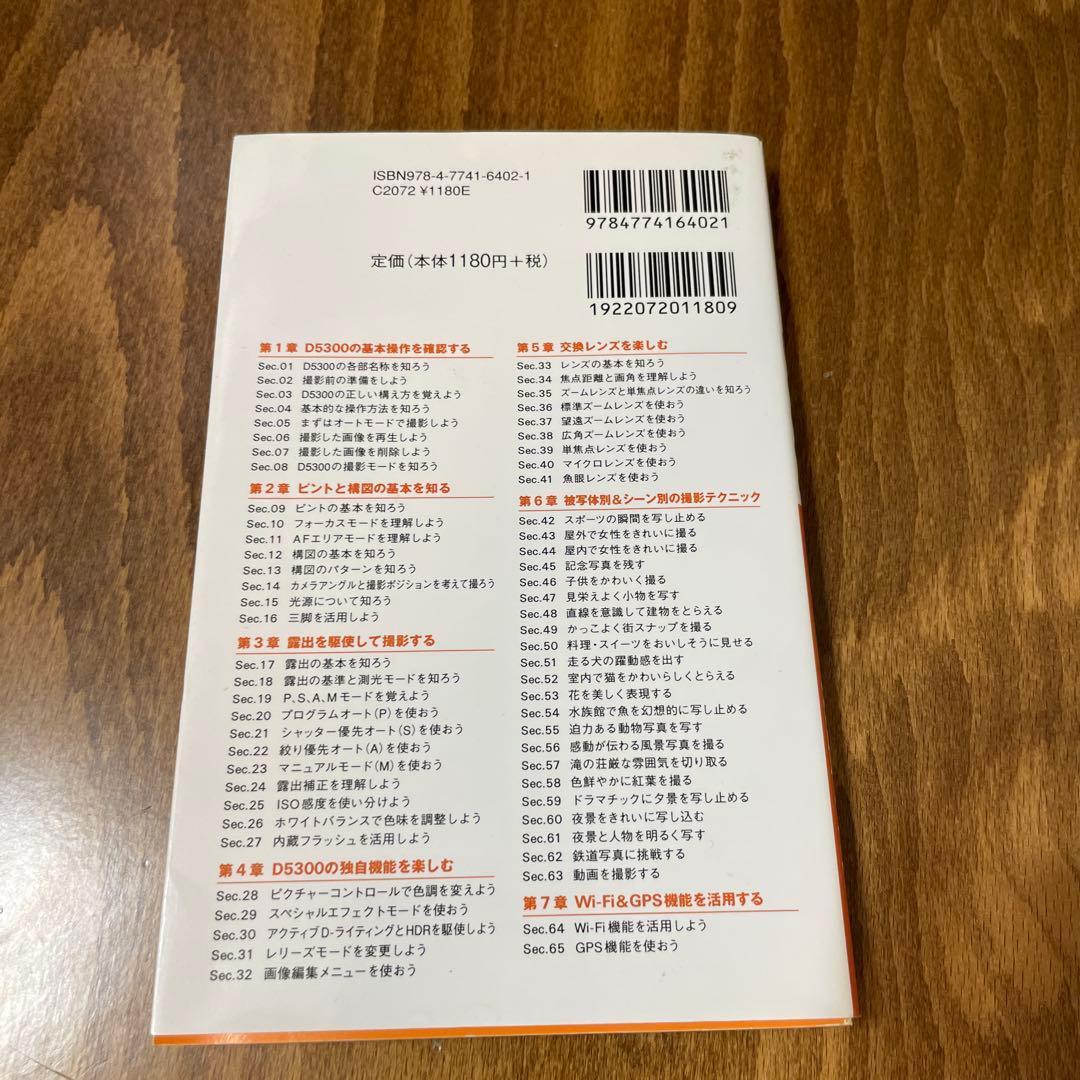 ISBN978-4-7741-6402-1
C2072 ¥1180E
9784774164021
定価(本体1180円+税)
1922072011809
第1章 D5300の基本操作を確認する
Sec.01 D5300の各部名称を知ろう
Sec.02 撮影前の準備をしよう
Sec.03 D5300の正しい構え方を覚えよう
Sec.04 基本的な操作方法を知ろう
Sec.05 まずはオートモードで撮影しよう
Sec.06 撮影した画像を再生しよう
Sec.07 撮影した画像を削除しよう
Sec.08 D5300の撮影モードを知ろう
第2章 ピントと構図の基本を知る
Sec.09 ピントの基本を知ろう
Sec.10 フォーカスモードを理解しよう
Sec.11 AFエリアモードを理解しよう
Sec.12 構図の基本を知ろう
Sec.13 構図のパターンを知ろう
Sec.14 カメラアングルと撮影ポジションを考えて撮ろう
Sec.15 光源について知ろう
Sec.16 三脚を活用しよう
第3章 露出を駆使して撮影する
Sec.17 露出の基本を知ろう
Sec.18 露出の基準と測光モードを知ろう
Sec.19 P、S、A、Mモードを覚えよう
Sec.20 プログラムオート(P)を使おう
Sec.21 シャッター優先オート(S)を使おう
Sec.22 絞り優先オート(A)を使おう
Sec.23 マニュアルモード(M)を使おう
Sec.24 露出補正を理解しよう
Sec.25 ISO感度を使い分けよう
Sec.26 ホワイトバランスで色味を調整しよう
Sec.27 内蔵フラッシュを活用しよう
第4章 D5300の独自機能を楽しむ
Sec.28 ピクチャーコントロールで色調を変えよう
Sec.29 スペシャルエフェクトモードを使おう
Sec.30 アクティブD-ライティングとHDRを駆使しよう
Sec.31 レリーズモードを変更しよう
Sec.32 画像編集メニューを使おう
第5章 交換レンズを楽しむ
Sec.33 レンズの基本を知ろう
Sec.34 焦点距離と画角を理解しよう
Sec.35 ズームレンズと単焦点レンズの違いを知ろう
Sec.36 標準ズームレンズを使おう
Sec.37 望遠ズームレンズを使おう
Sec.38 広角ズームレンズを使おう
Sec.39 単焦点レンズを使おう
Sec.40 マイクロレンズを使おう
Sec.41 魚眼レンズを使おう
第6章 被写体別&シーン別の撮影テクニック
Sec.42 スポーツの瞬間を写し止める
Sec.43 屋外で女性をきれいに撮る
Sec.44 屋内で女性をきれいに撮る
Sec.45 記念写真を残す
Sec.46 子供をかわいく撮る
Sec.47 見栄えよく小物を写す
Sec.48 直線を意識して建物をとらえる
Sec.49 かっこよく街スナップを撮る
Sec.50 料理・スイーツをおいしそうに見せる
Sec.51 走る犬の躍動感を出す
Sec.52 室内で猫をかわいらしくとらえる
Sec.53 花を美しく表現する
Sec.54 水族館で魚を幻想的に写し止める
Sec.55 迫力ある動物写真を写す
Sec.56 感動が伝わる風景写真を撮る
Sec.57 滝の荘厳な雰囲気を切り取る
Sec.58 色鮮やかに紅葉を撮る
Sec.59 ドラマチックに夕景を写し止める
Sec.60 夜景をきれいに写し込む
Sec.61 夜景と人物を明るく写す
Sec.62 鉄道写真に挑戦する
Sec.63 動画を撮影する
第7章 Wi-Fi&GPS機能を活用する
Sec.64 Wi-Fi機能を活用しよう
Sec.65 GPS機能を使おう